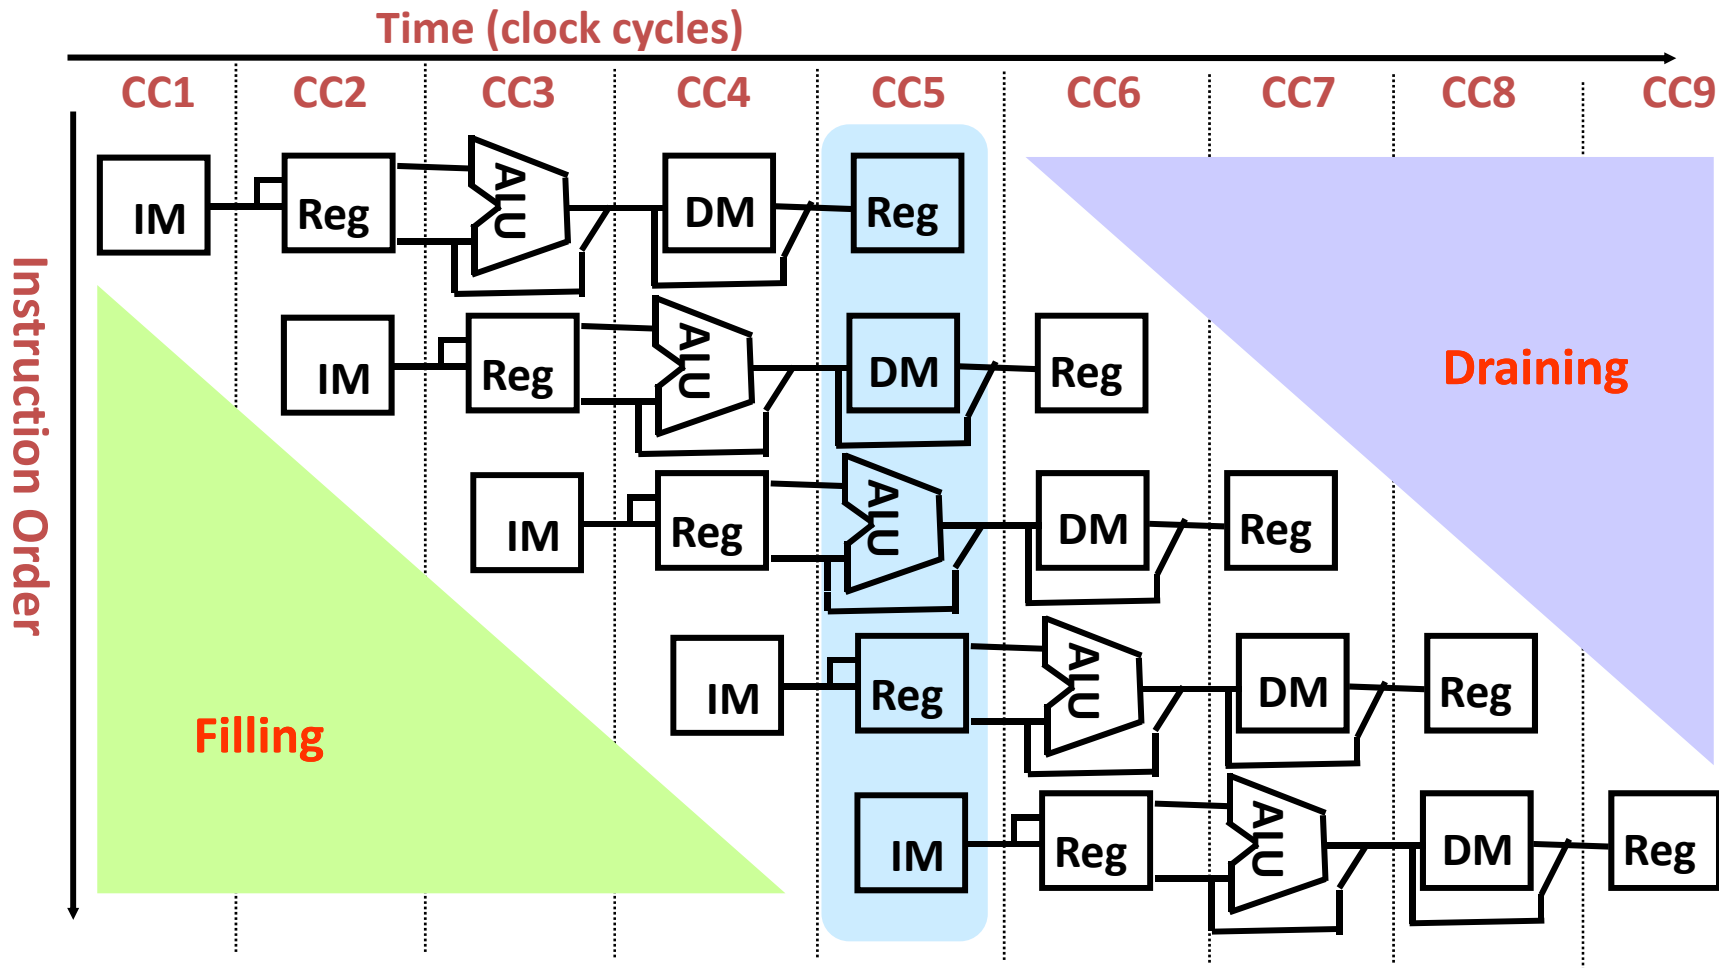 Time (clock cycles)
CC1 CC2 CC3 CC4 CC5 CC6 CC7 CC8 CC9
Instruction Order
IM Reg ALU DM Reg
IM Reg ALU DM Reg
Draining
IM Reg ALU DM Reg
IM Reg ALU DM Reg
Filling
IM Reg ALU DM Reg